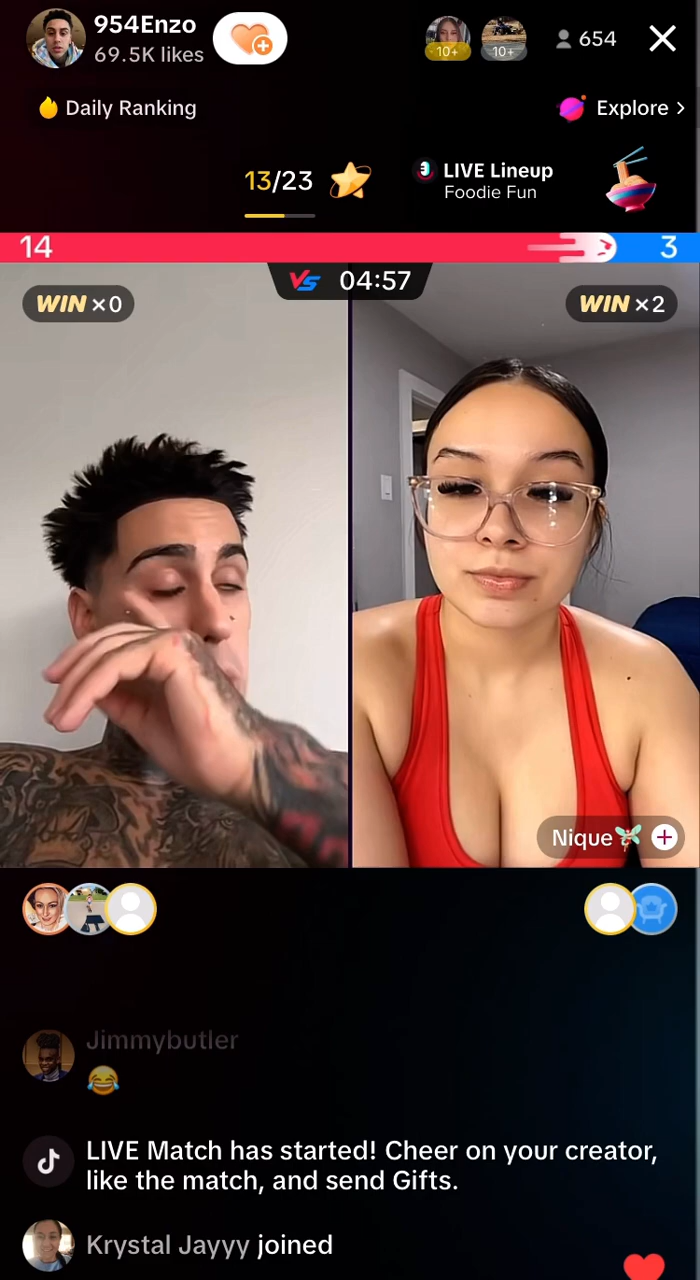 954Enzo
69.5K likes
10+
10+
654
Daily Ranking
Explore >
13/23
LIVE Lineup
Foodie Fun
14
3
VS 04:57
WIN ×0
WIN ×2
Nique
Jimmybutler
😂
LIVE Match has started! Cheer on your creator,
like the match, and send Gifts.
Krystal Jayyy joined